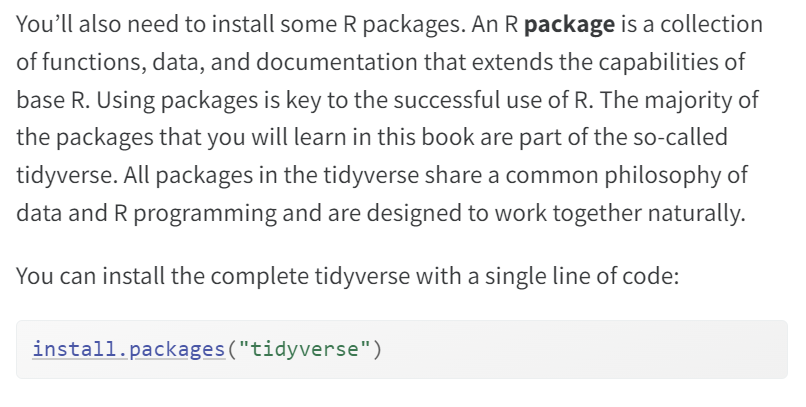 You’ll also need to install some R packages. An R package is a collection
of functions, data, and documentation that extends the capabilities of
base R. Using packages is key to the successful use of R. The majority of
the packages that you will learn in this book are part of the so-called
tidyverse. All packages in the tidyverse share a common philosophy of
data and R programming and are designed to work together naturally.
You can install the complete tidyverse with a single line of code:
install.packages("tidyverse")